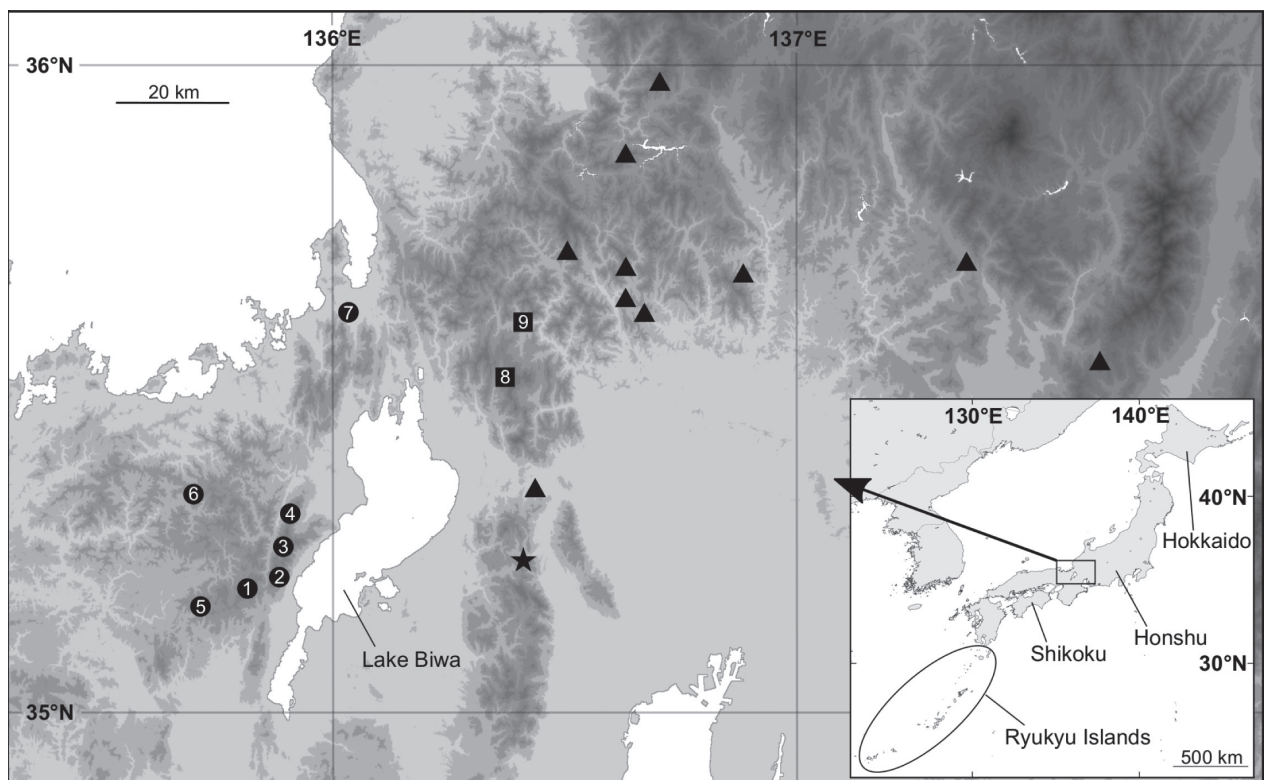 136°E
137°E
36°N
20 km
7
9
8
6
4
3
2
1
5
Lake Biwa
35°N
130°E
140°E
40°N
Hokkaido
Honshu
Shikoku
30°N
Ryukyu Islands
500 km